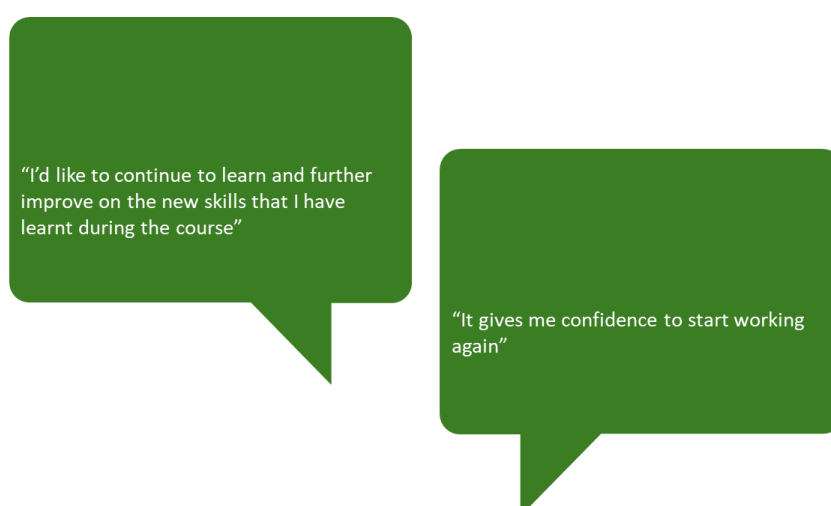 “I’d like to continue to learn and further
improve on the new skills that I have
learnt during the course”
“It gives me confidence to start working
again”